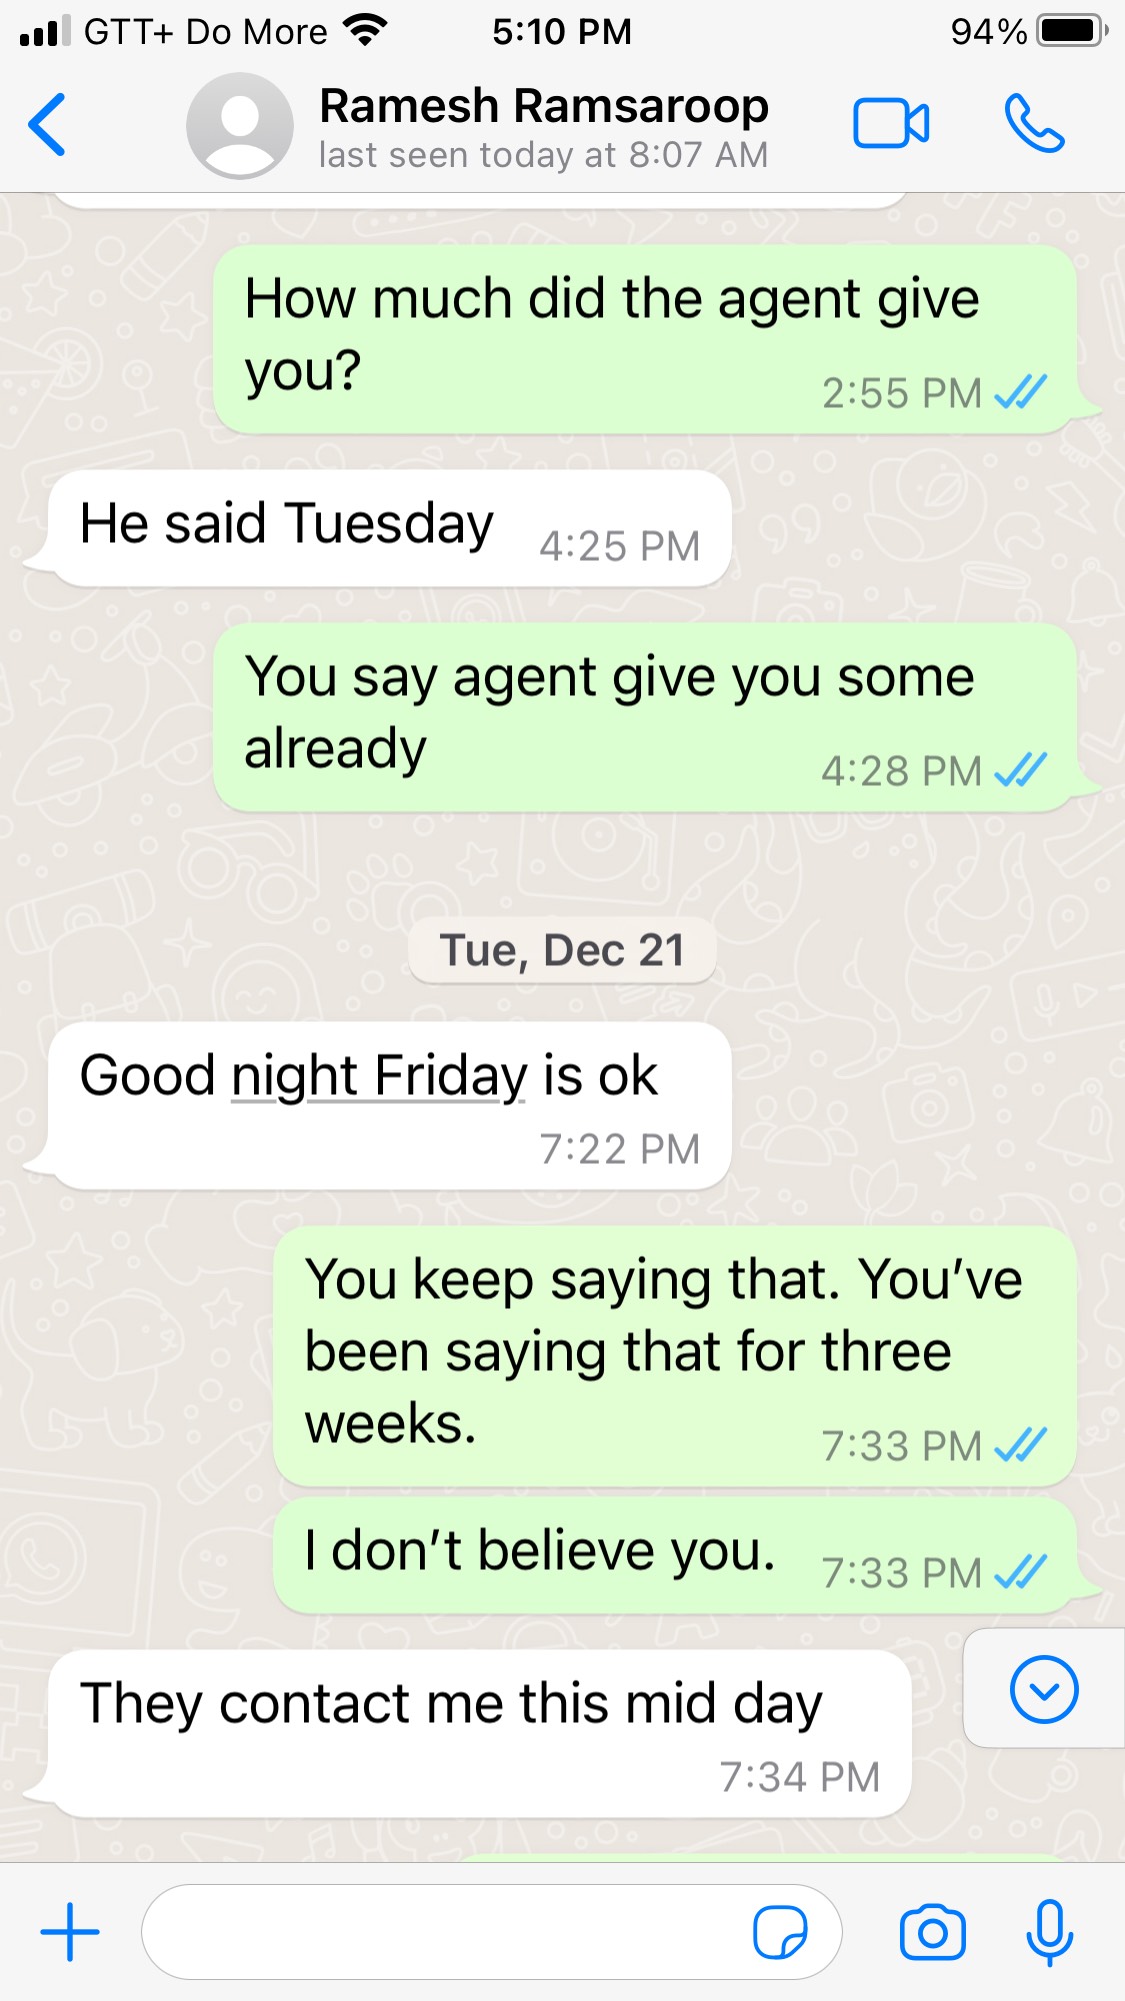 GTT+ Do More 5:10 PM 94%
Ramesh Ramsaroop
last seen today at 8:07 AM
How much did the agent give
you?
2:55 PM
He said Tuesday 4:25 PM
You say agent give you some
already
4:28 PM
Tue, Dec 21
Good night Friday is ok
7:22 PM
You keep saying that. You’ve
been saying that for three
weeks.
7:33 PM
I don’t believe you. 7:33 PM
They contact me this mid day
7:34 PM